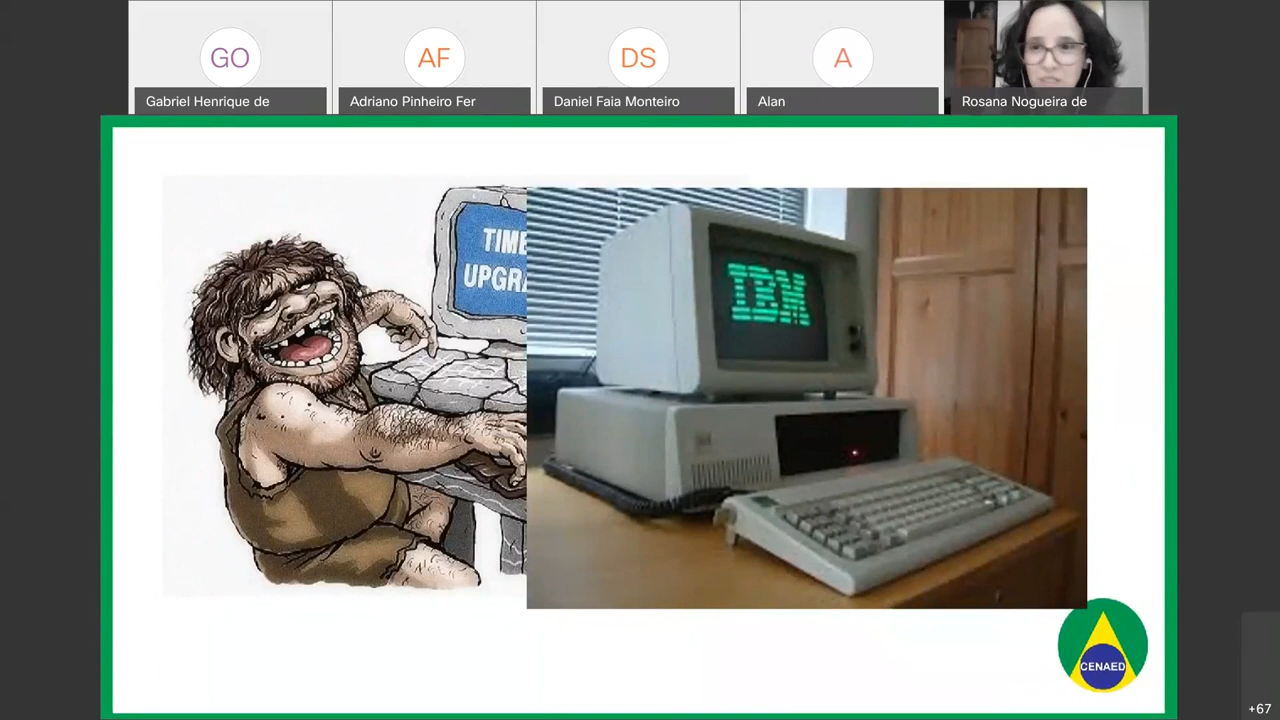 GO
AF
DS
A
Gabriel Henrique de
Adriano Pinheiro Fer
Daniel Faia Monteiro
Alan
Rosana Nogueira de
TIME
UPGRA
IBM
CENAED
+67